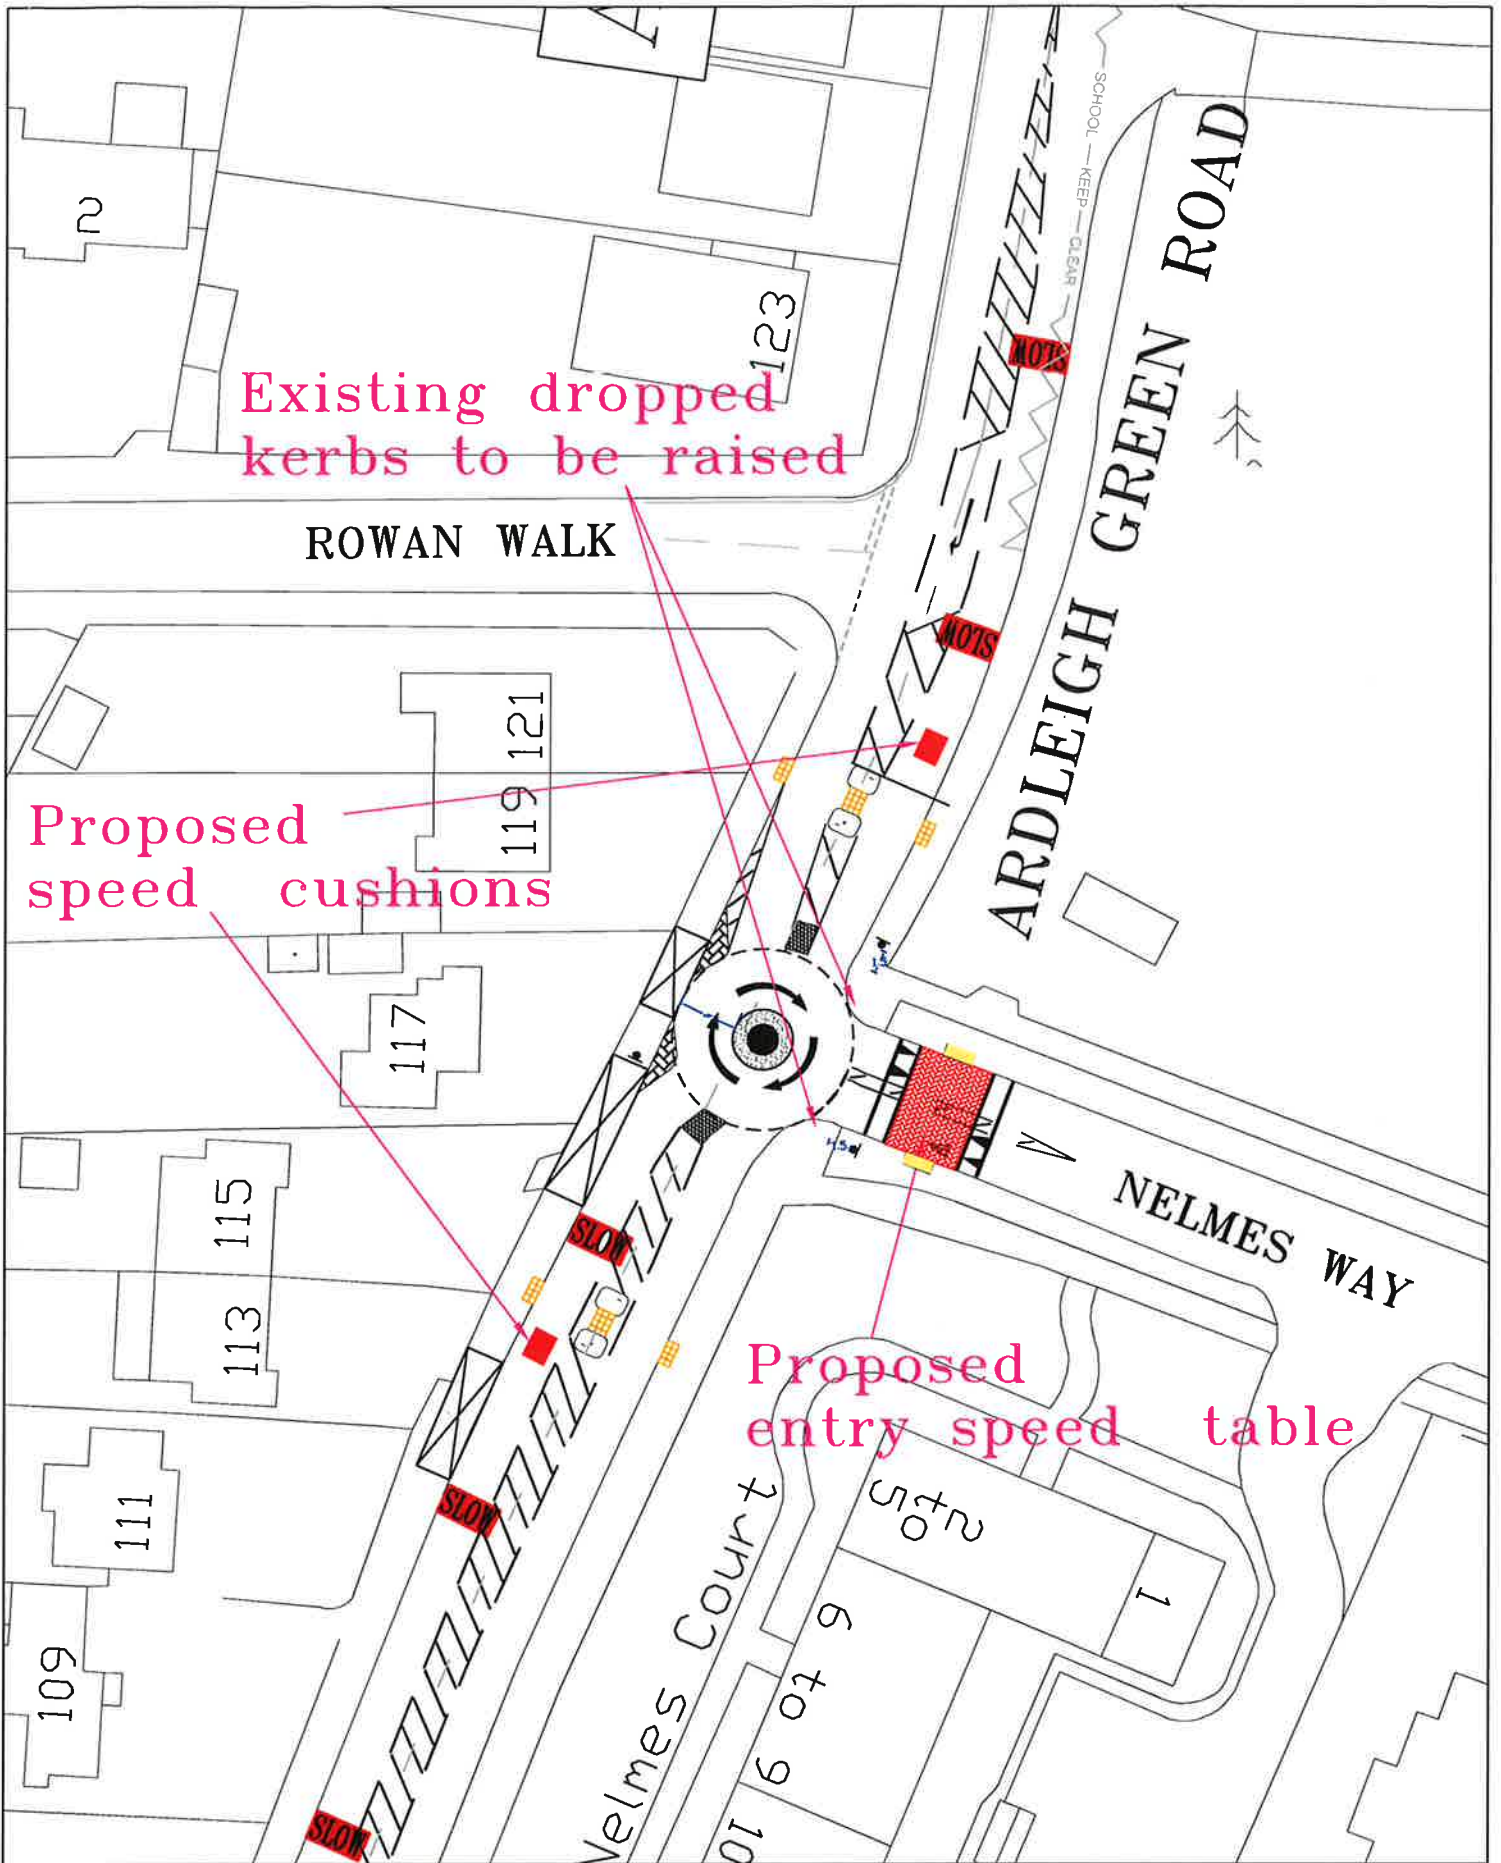 2
123
SCHOOL KEEP CLEAR
ARDLEIGH GREEN ROAD
SLOW
Existing dropped
kerbs to be raised
ROWAN WALK
SLOW
121
119
Proposed
speed cushions
117
115
113
SLOW
NELMES WAY
Proposed
entry speed table
111
SLOW
109
SLOW
Nelmes Court
2 to 5
1
6 to 9
10